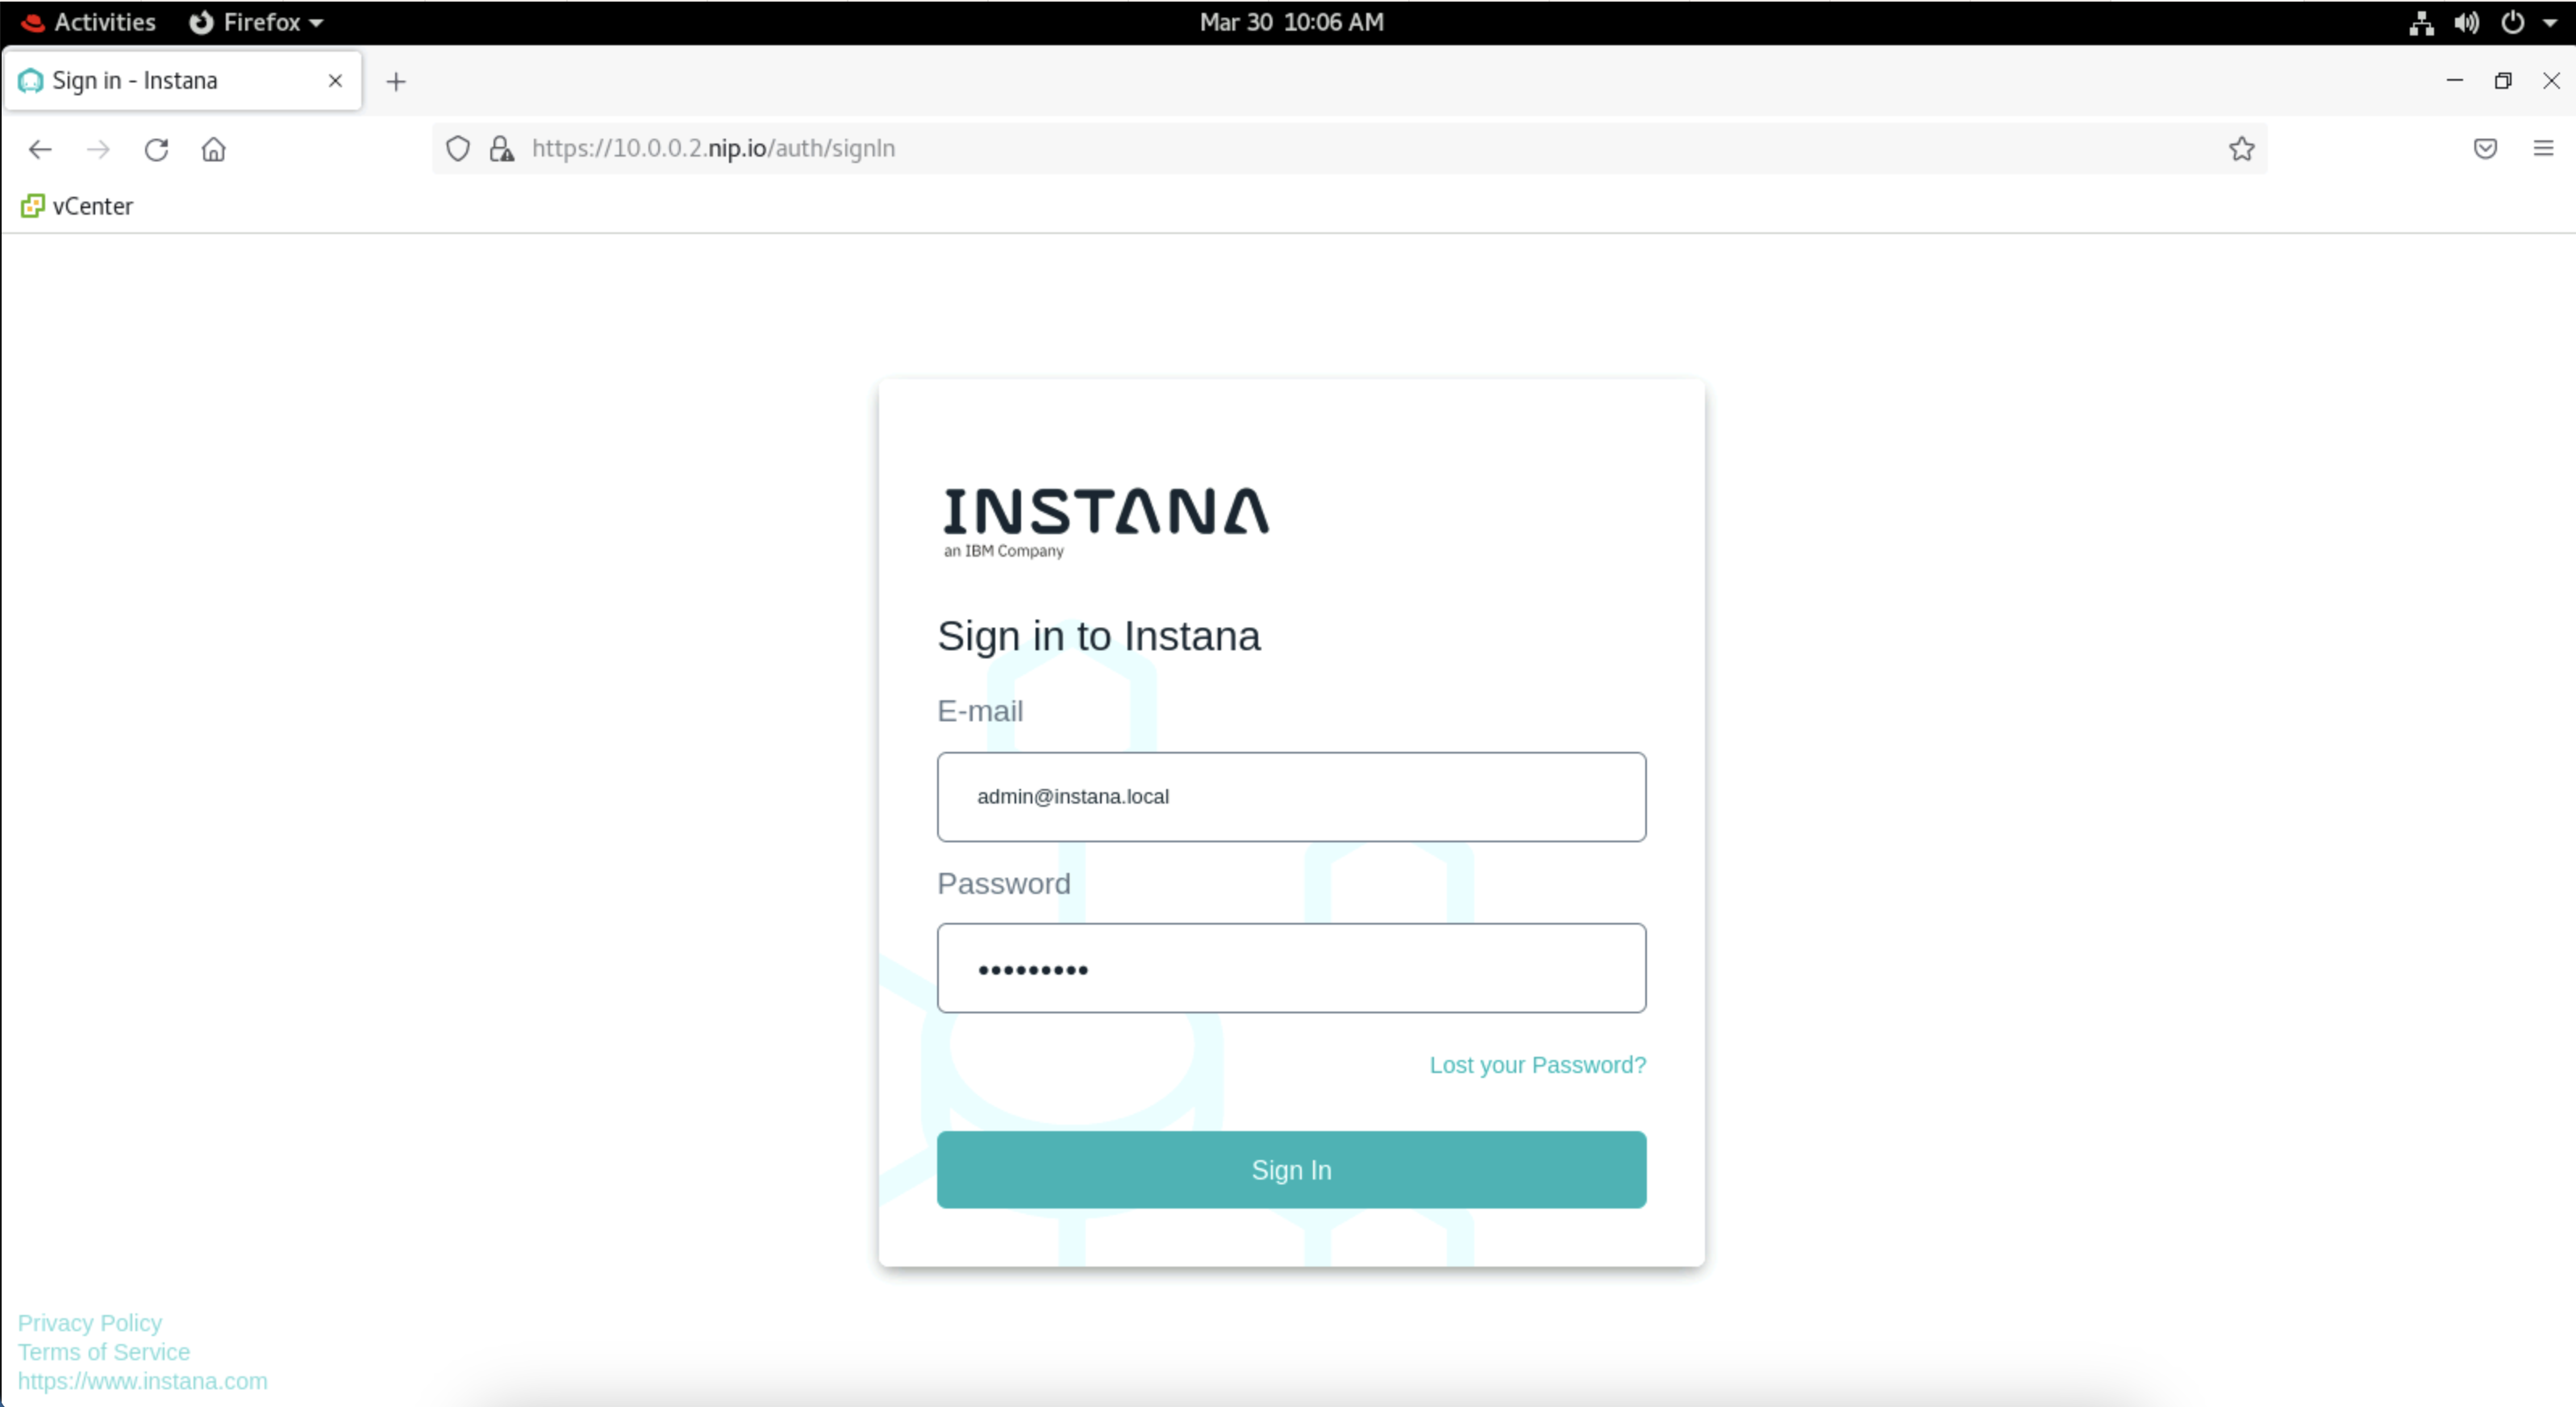 Activities Firefox Mar 30 10:06 AM
Sign in - Instana
https://10.0.0.2.nip.io/auth/signIn
vCenter
INSTANA
an IBM Company
Sign in to Instana
E-mail
admin@instana.local
Password
•••••••••
Lost your Password?
Sign In
Privacy Policy
Terms of Service
https://www.instana.com